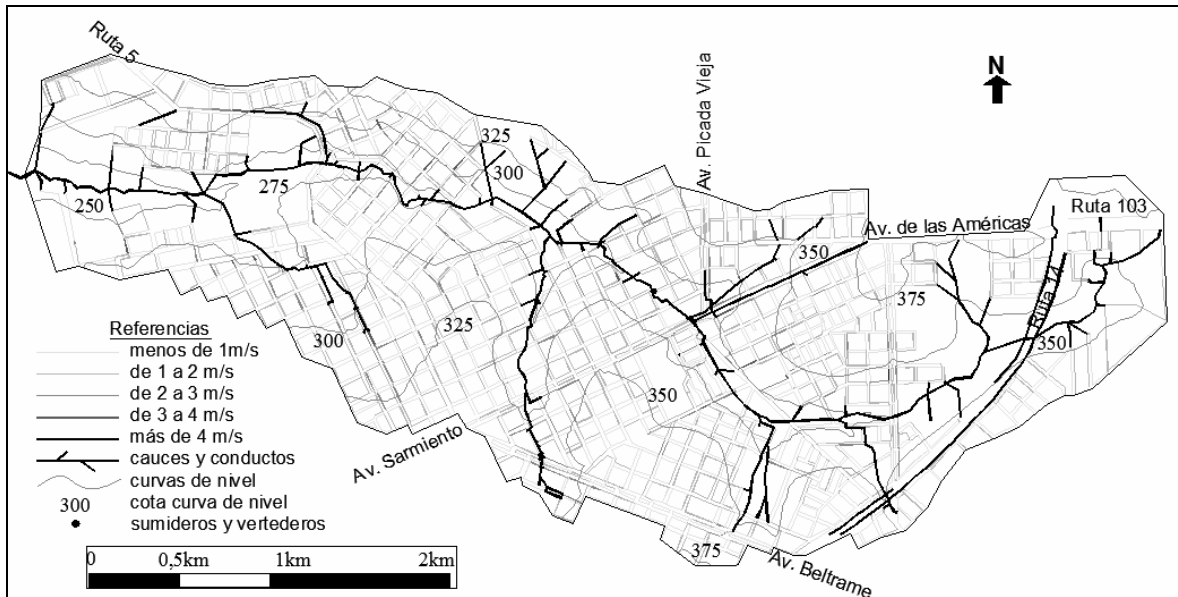 Ruta 5
Av. Picada Vieja
N
325
300
275
250
Ruta 103
Av. de las Américas
350
375
Ruta 14
350
325
300
350
Av. Sarmiento
375
Av. Beltrame
Referencias
menos de 1m/s
de 1 a 2 m/s
de 2 a 3 m/s
de 3 a 4 m/s
más de 4 m/s
cauces y conductos
curvas de nivel
300 cota curva de nivel
sumideros y vertederos
0 0,5km 1km 2km